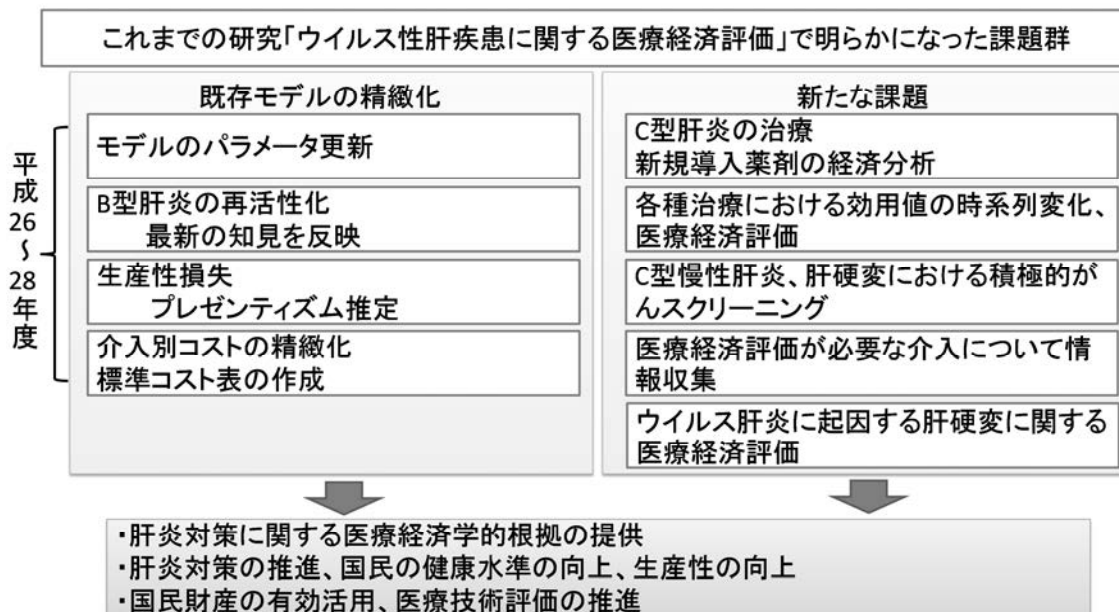 これまでの研究「ウイルス性肝疾患に関する医療経済評価」で明らかになった課題群
既存モデルの精緻化
平成26～28年度
モデルのパラメータ更新
B型肝炎の再活性化
最新の知見を反映
生産性損失
プレゼンティズム推定
介入別コストの精緻化
標準コスト表の作成
新たな課題
C型肝炎の治療
新規導入薬剤の経済分析
各種治療における効用値の時系列変化、
医療経済評価
C型慢性肝炎、肝硬変における積極的が
んスクリーニング
医療経済評価が必要な介入について情
報収集
ウイルス肝炎に起因する肝硬変に関する
医療経済評価
・肝炎対策に関する医療経済学的根拠の提供
・肝炎対策の推進、国民の健康水準の向上、生産性の向上
・国民財産の有効活用、医療技術評価の推進